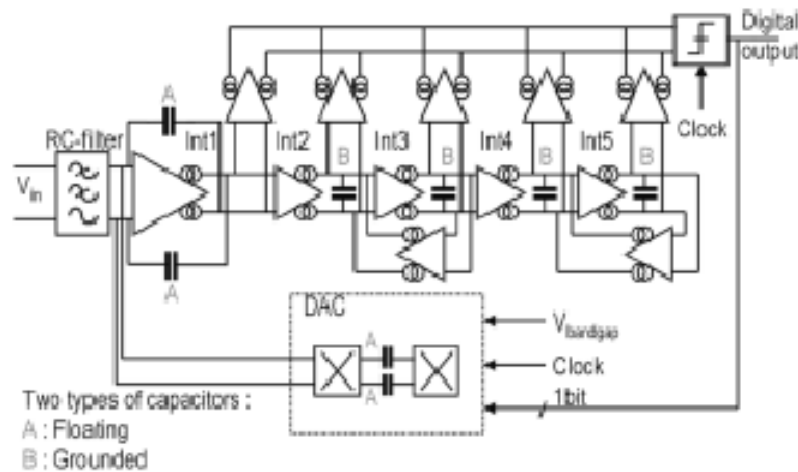 Digital
output
A
RC-filter
Int1
Int2
Int3
Int4
Int5
Clock
B
B
B
B
Vin
A
DAC
Vbandgap
A
Clock
A
1bit
Two types of capacitors :
A : Floating
B : Grounded